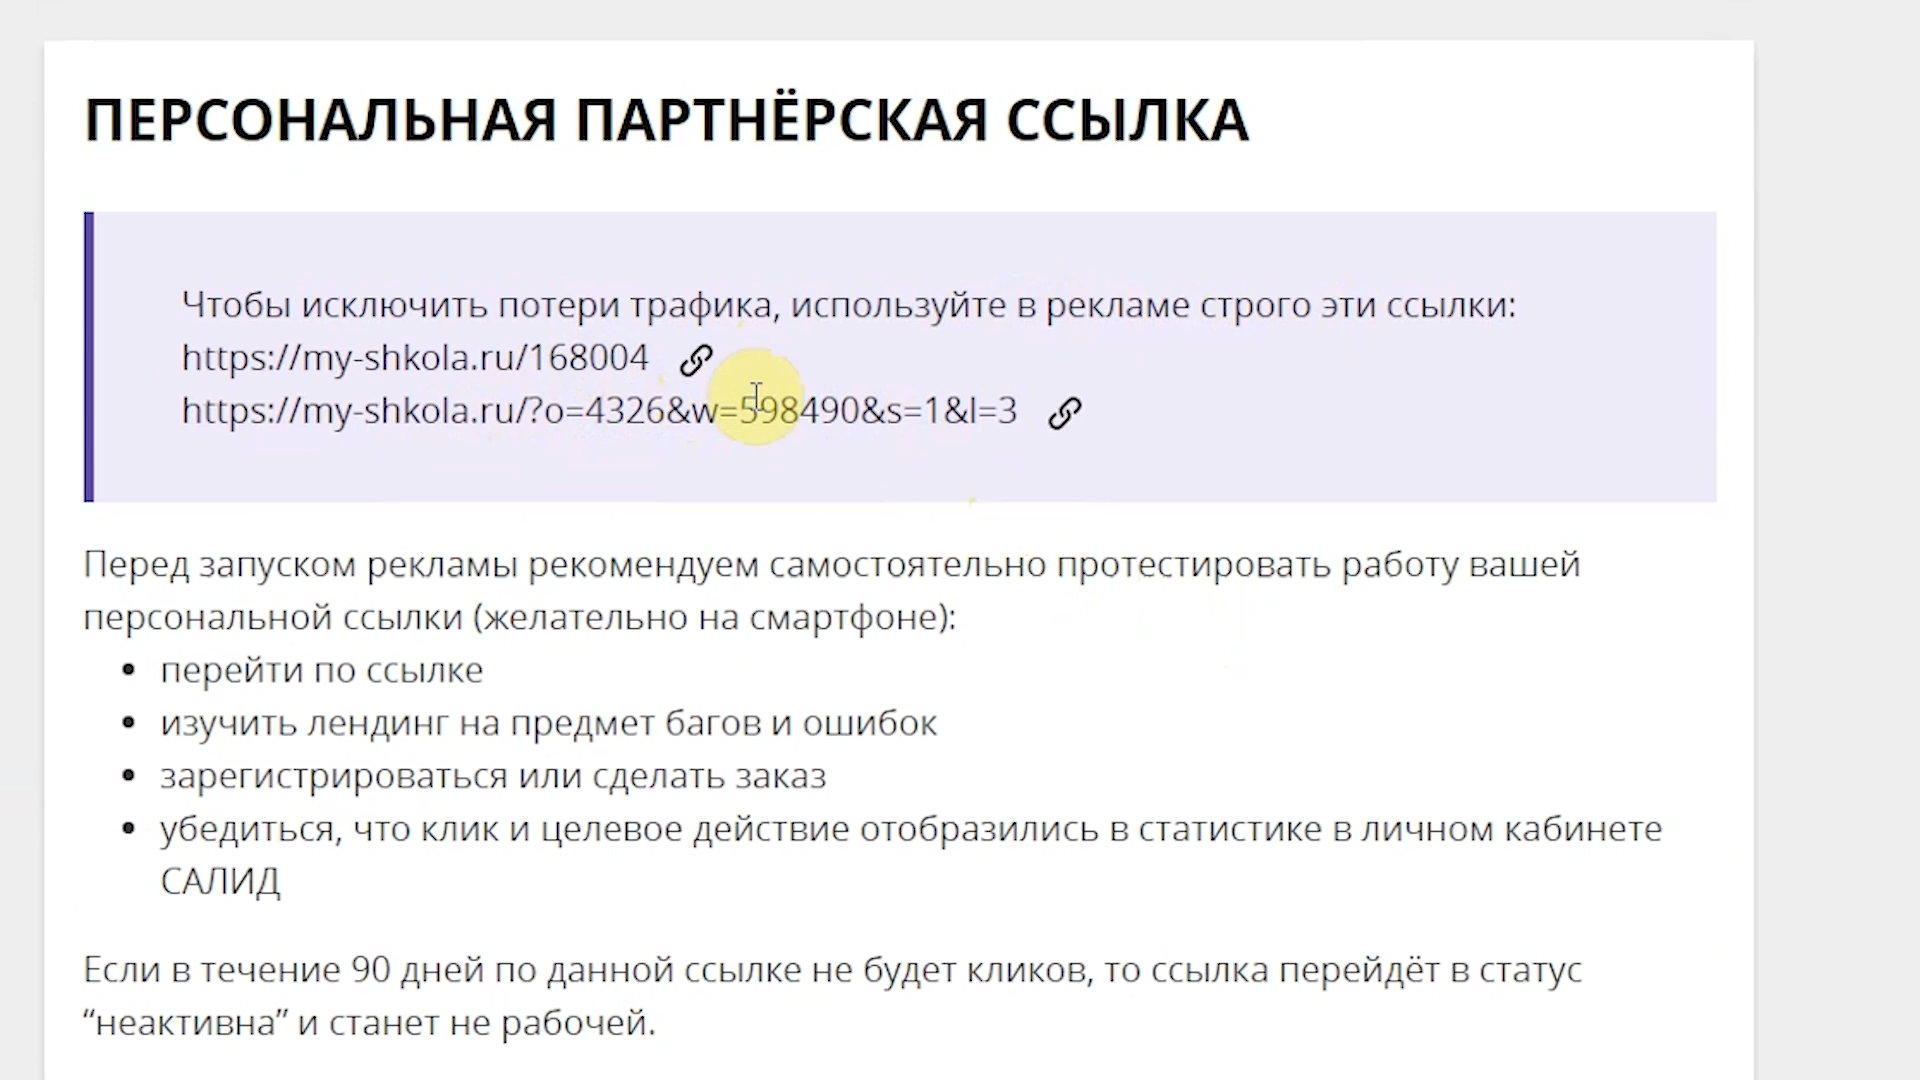 ПЕРСОНАЛЬНАЯ ПАРТНЁРСКАЯ ССЫЛКА
Чтобы исключить потери трафика, используйте в рекламе строго эти ссылки:
https://my-shkola.ru/168004
https://my-shkola.ru/?o=4326&w=598490&s=1&l=3
Перед запуском рекламы рекомендуем самостоятельно протестировать работу вашей
персональной ссылки (желательно на смартфоне):
• перейти по ссылке
• изучить лендинг на предмет багов и ошибок
• зарегистрироваться или сделать заказ
• убедиться, что клик и целевое действие отобразились в статистике в личном кабинете
САЛИД
Если в течение 90 дней по данной ссылке не будет кликов, то ссылка перейдёт в статус
“неактивна” и станет не рабочей.